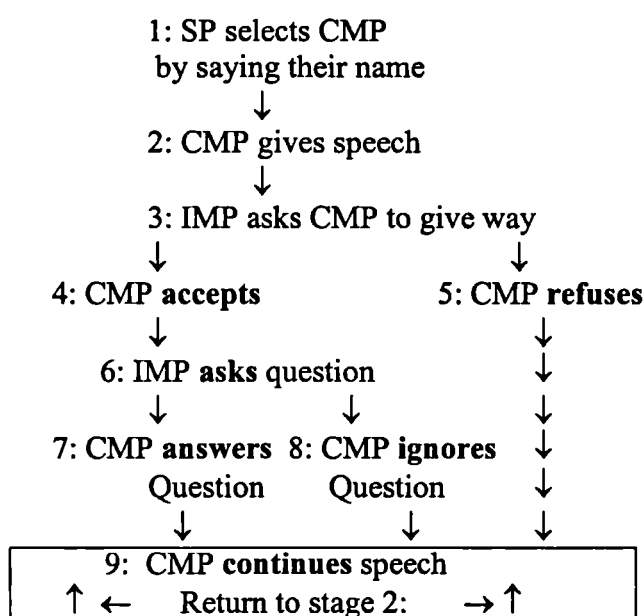 1: SP selects CMP
by saying their name
↓
2: CMP gives speech
↓
3: IMP asks CMP to give way
↓ ↓
4: CMP accepts 5: CMP refuses
↓ ↓
6: IMP asks question ↓
↓ ↓ ↓
7: CMP answers 8: CMP ignores ↓
Question Question ↓
↓ ↓ ↓
9: CMP continues speech
↑ ← Return to stage 2: → ↑